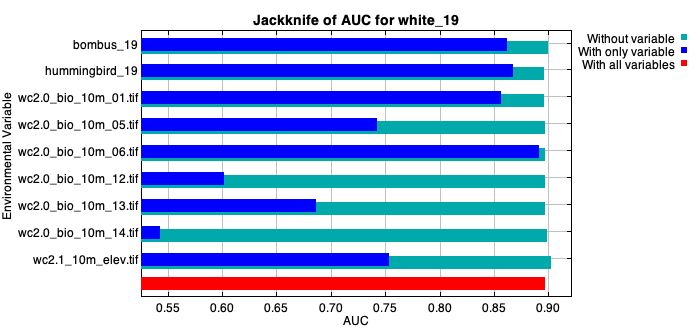 Jackknife of AUC for white_19
Without variable
With only variable
With all variables
Environmental Variable
bombus_19
hummingbird_19
wc2.0_bio_10m_01.tif
wc2.0_bio_10m_05.tif
wc2.0_bio_10m_06.tif
wc2.0_bio_10m_12.tif
wc2.0_bio_10m_13.tif
wc2.0_bio_10m_14.tif
wc2.1_10m_elev.tif
0.55 0.60 0.65 0.70 0.75 0.80 0.85 0.90
AUC